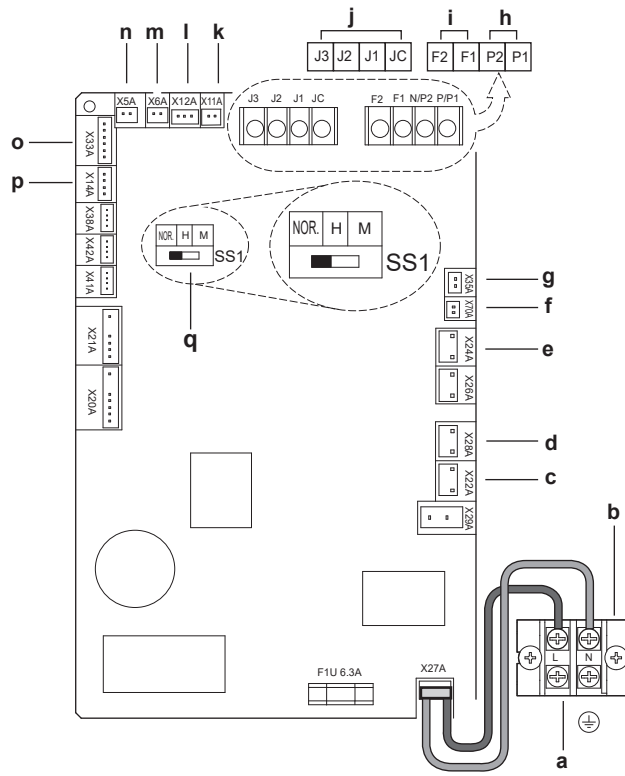 j
i h
n m l k
J3 J2 J1 JC
F2 F1 P2 P1
X5A X6A X12A X11A
J3 J2 J1 JC
F2 F1 N/P2 P/P1
o
X33A
p
X14A
X38A
X42A
X41A
X21A
X20A
NOR. H M
SS1
NOR. H M
SS1
q
X35A
g
X70A
f
X24A
e
X26A
X28A
d
X22A
c
X29A
b
L N
a
F1U 6.3A
X27A